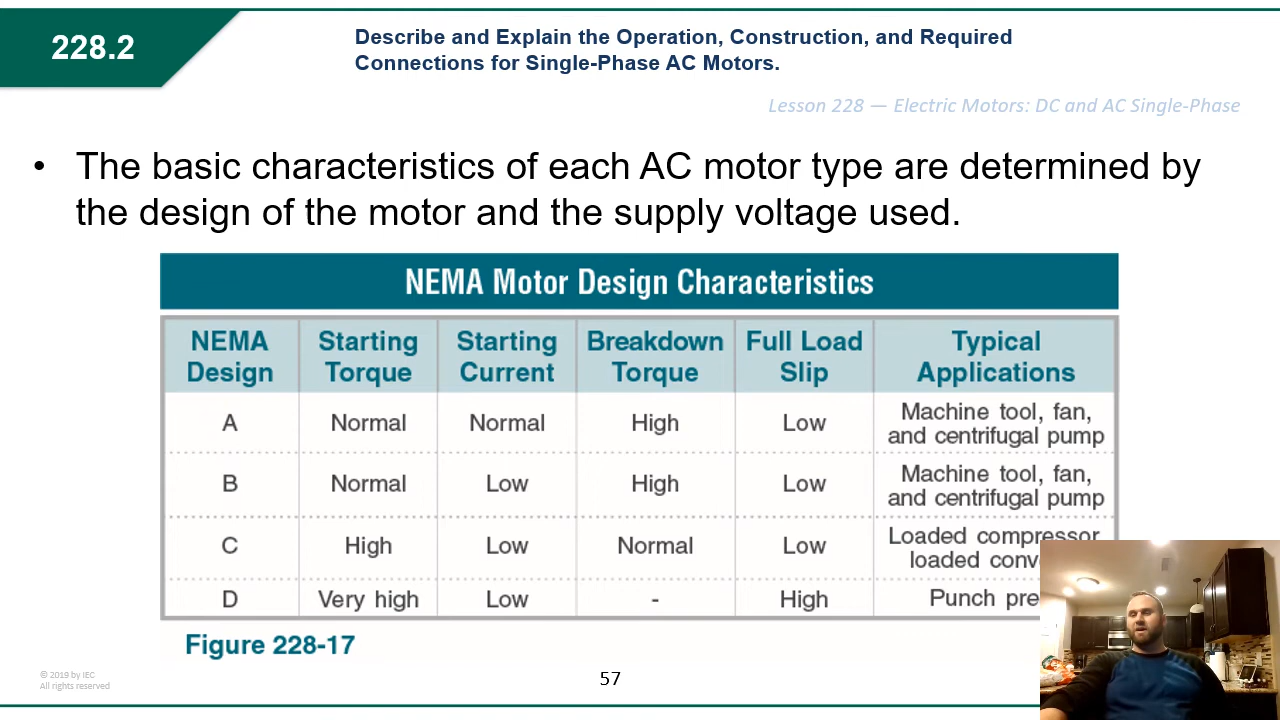 228.2
Describe and Explain the Operation, Construction, and Required
Connections for Single-Phase AC Motors.
Lesson 228 — Electric Motors: DC and AC Single-Phase
• The basic characteristics of each AC motor type are determined by
the design of the motor and the supply voltage used.
NEMA Motor Design Characteristics
NEMA Design Starting Torque Starting Current Breakdown Torque Full Load Slip Typical Applications
A Normal Normal High Low Machine tool, fan,
and centrifugal pump
B Normal Low High Low Machine tool, fan,
and centrifugal pump
C High Low Normal Low Loaded compressor,
loaded
D Very high Low - High Punch
Figure 228-17
© 2019 by IEC
All rights reserved
57